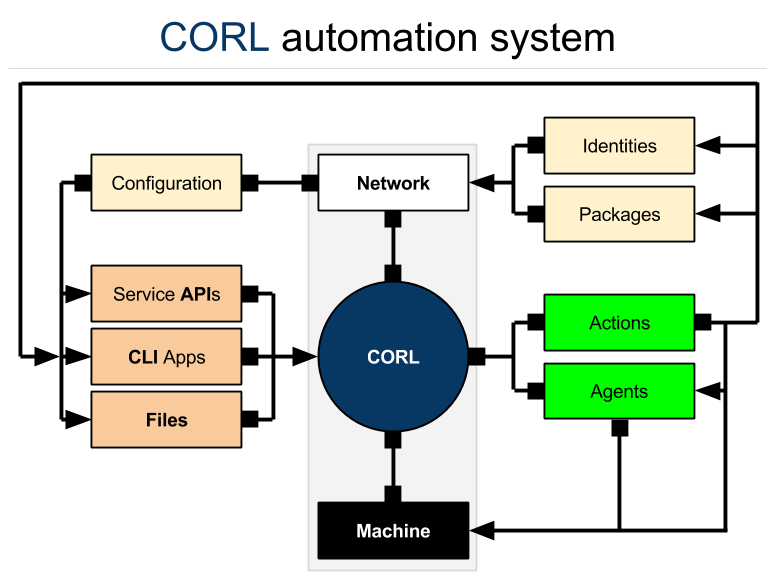 CORL automation system
Identities
Configuration
Network
Packages
Service APIs
Actions
CLI Apps
CORL
Agents
Files
Machine